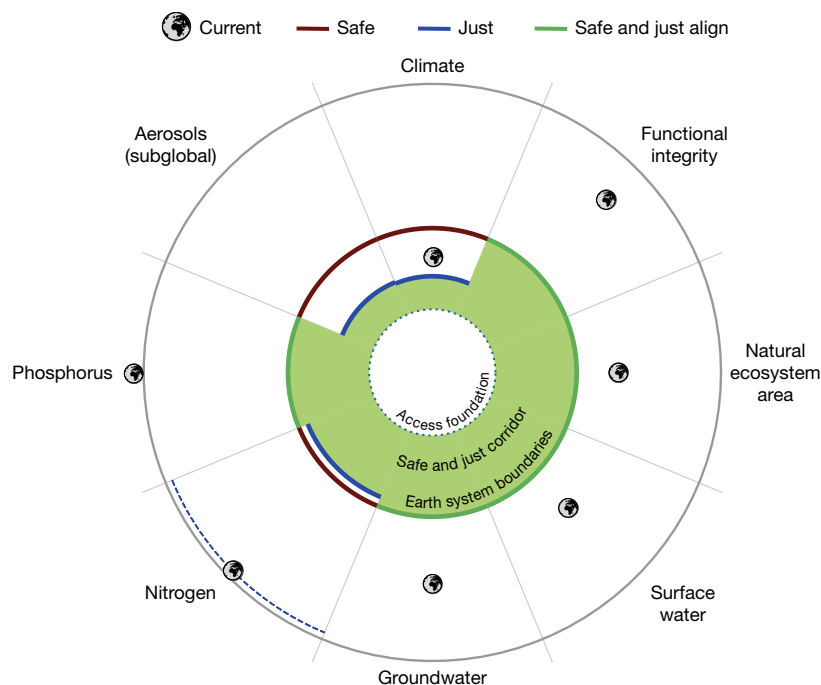 Current
Safe
Just
Safe and just align
Climate
Aerosols
(subglobal)
Functional
integrity
Phosphorus
Natural
ecosystem
area
Access foundation
Safe and just corridor
Earth system boundaries
Nitrogen
Surface
water
Groundwater